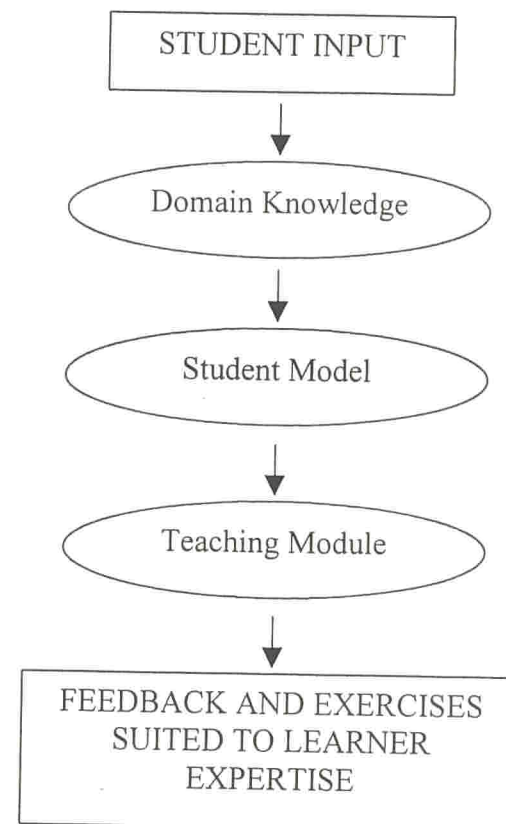 STUDENT INPUT
Domain Knowledge
Student Model
Teaching Module
FEEDBACK AND EXERCISES
SUITED TO LEARNER
EXPERTISE